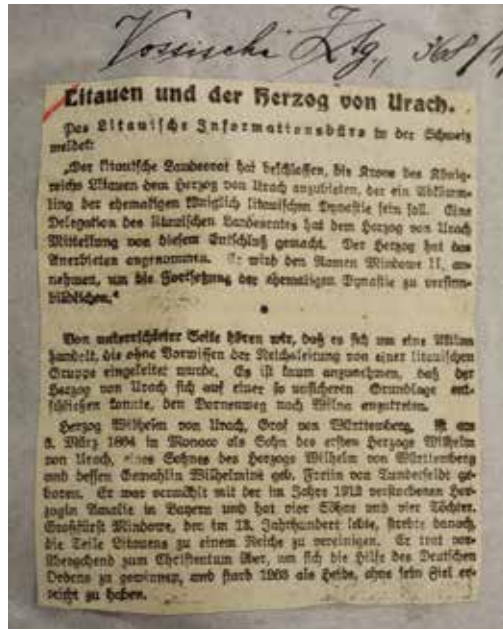 Vossische Ztg., 368/1
Litauen und der Herzog von Urach.
Das Litauische Informationsbüro in der Schweiz
meldet:
„Der litauische Landesrat hat beschlossen, die Krone des König-
reichs Litauen dem Herzog von Urach anzubieten, der ein Abkömm-
ling der ehemaligen königlich litauischen Dynastie sein soll. Eine
Delegation des litauischen Landesrates hat dem Herzog von Urach
Mitteilung von diesem Entschluß gemacht. Der Herzog hat das
Anerbieten angenommen. Er wird den Namen Mindowe II. an-
nehmen, um die Fortsetzung der ehemaligen Dynastie zu versinn-
bildlichen.“
*
Von unterrichteter Seite hören wir, daß es sich um eine Aktion
handelt, die ohne Vorwissen der Reichsleitung von einer litauischen
Gruppe eingeleitet wurde. Es ist kaum anzunehmen, daß der
Herzog von Urach sich auf einer so unsicheren Grundlage ent-
schließen könnte, den Dornenweg nach Wilna anzutreten.
Herzog Wilhelm von Urach, Graf von Württemberg, ist am
3. März 1864 in Monaco als Sohn des ersten Herzogs Wilhelm
von Urach, eines Sohnes des Herzogs Wilhelm von Württemberg
und dessen Gemahlin Wilhelmine geb. Freiin von Tunderfeldt ge-
boren. Er war vermählt mit der im Jahre 1912 verstorbenen Her-
zogin Amalie in Bayern und hat vier Söhne und vier Töchter.
Großfürst Mindowe, der im 13. Jahrhundert lebte, strebte danach,
die Teile Litauens zu einem Reiche zu vereinigen. Er trat vor-
übergehend zum Christentum über, um sich die Hilfe des Deutschen
Ordens zu gewinnen, und starb 1263 als Heide, ohne sein Ziel er-
reicht zu haben.